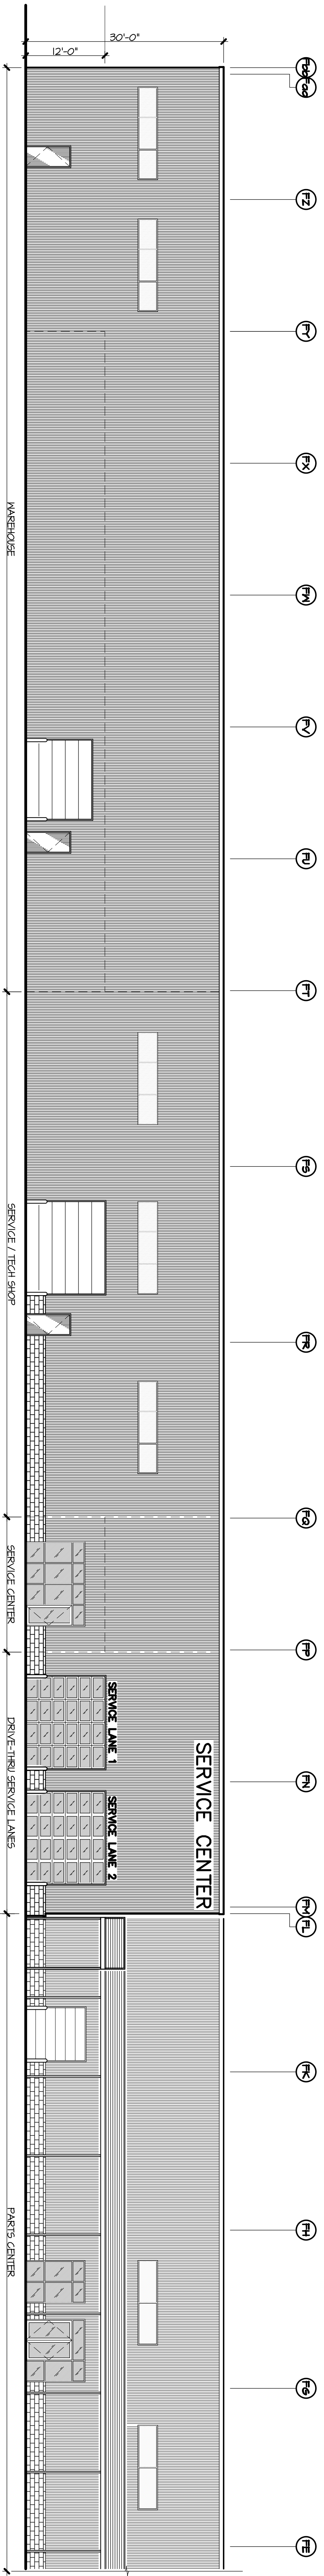 FZ
FY
FX
FW
FV
FU
FT
FS
FR
FQ
FP
FN
FM
FL
FK
FH
FG
FE
30'-0"
12'-0"
SERVICE CENTER
SERVICE LANE 1
SERVICE LANE 2
WAREHOUSE
SERVICE / TECH SHOP
SERVICE CENTER
DRIVE-THRU SERVICE LANES
PARTS CENTER